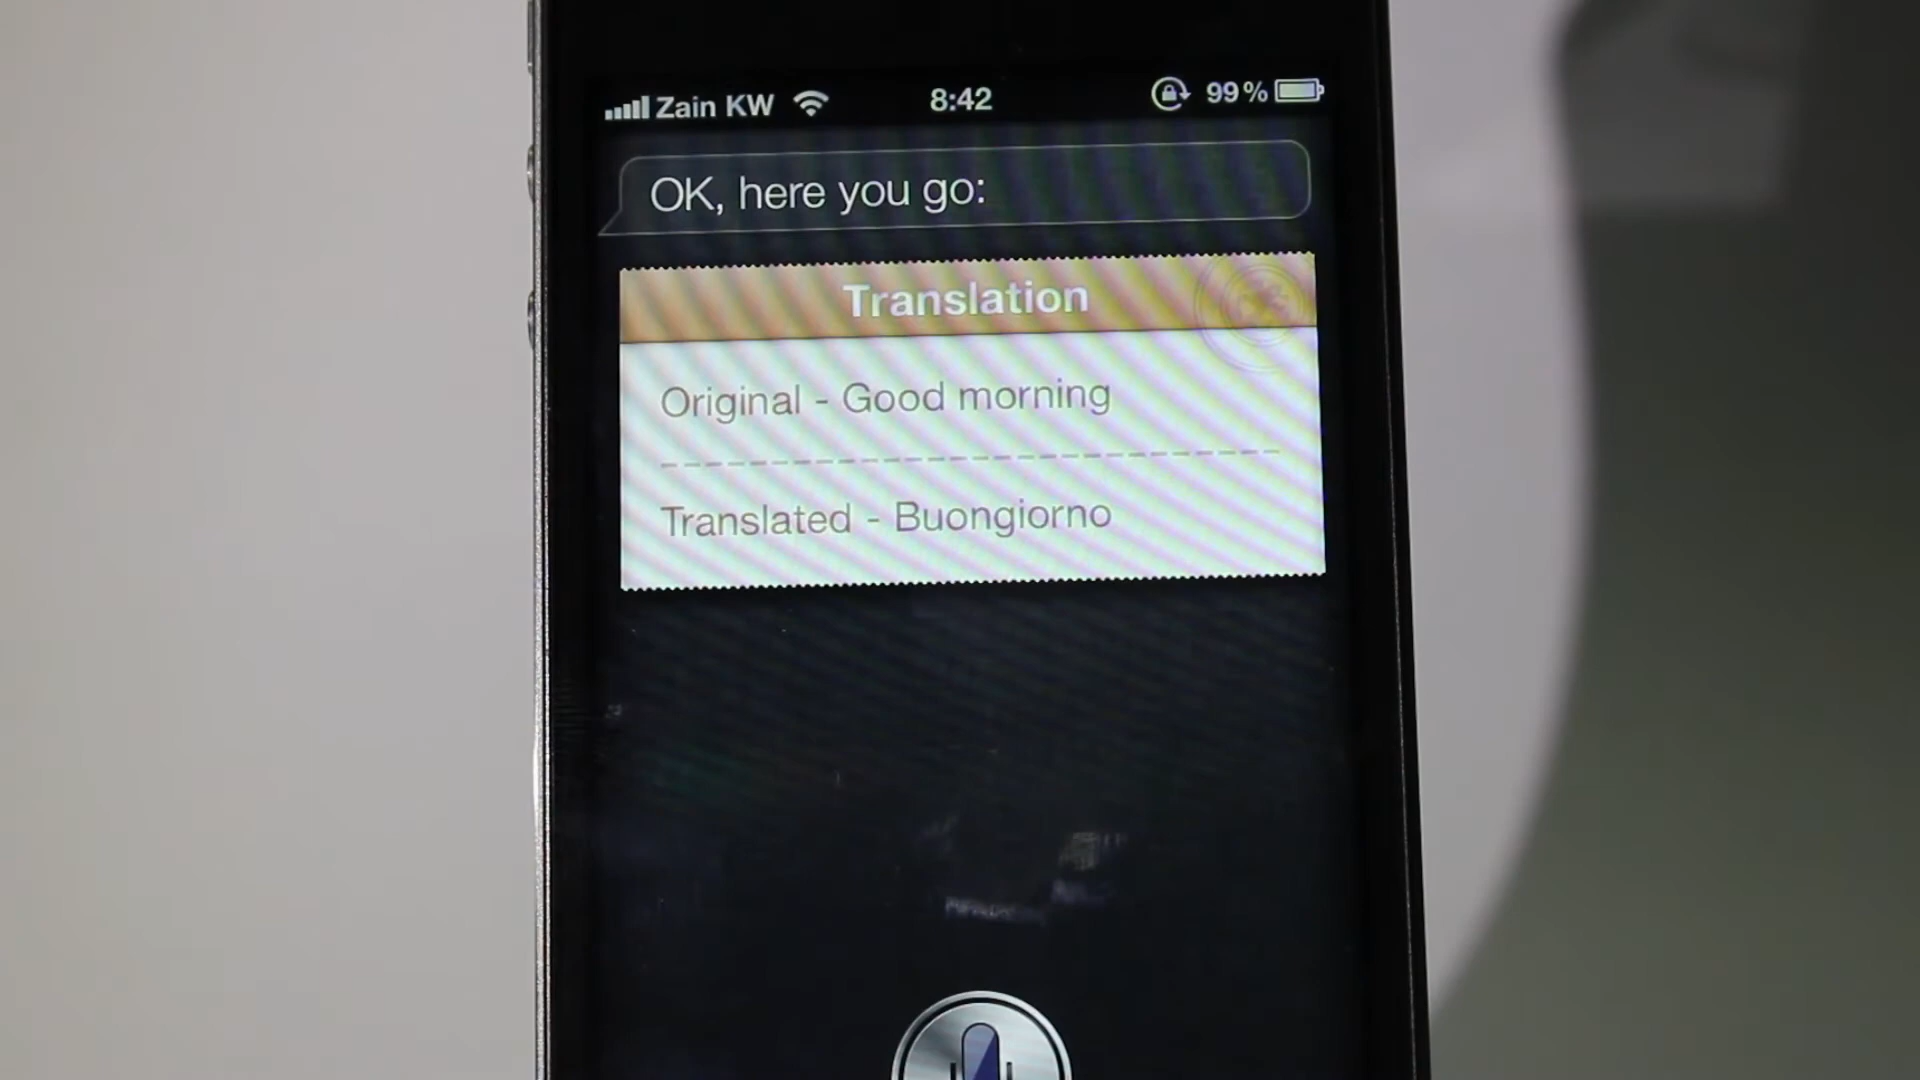 Zain KW 8:42 99%
OK, here you go:
Translation
Original - Good morning
Translated - Buongiorno